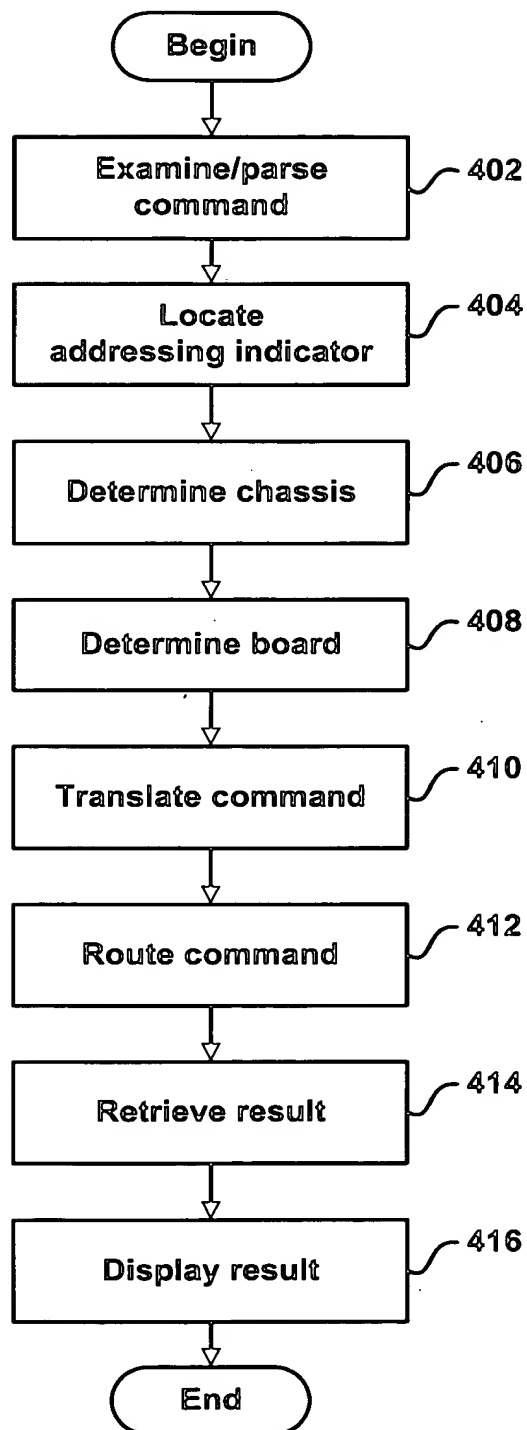 Begin
Examine/parse
command
402
Locate
addressing indicator
404
Determine chassis
406
Determine board
408
Translate command
410
Route command
412
Retrieve result
414
Display result
416
End